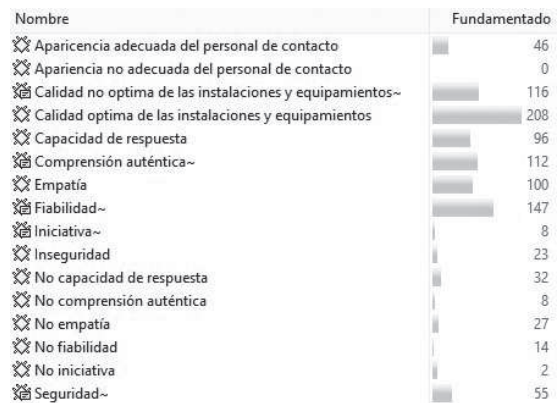 Nombre Fundamentado
Aparicencia adecuada del personal de contacto 46
Apariencia no adecuada del personal de contacto 0
Calidad no optima de las instalaciones y equipamientos~ 116
Calidad optima de las instalaciones y equipamientos 208
Capacidad de respuesta 96
Comprensión auténtica~ 112
Empatía 100
Fiabilidad~ 147
Iniciativa~ 8
Inseguridad 23
No capacidad de respuesta 32
No comprensión auténtica 8
No empatía 27
No fiabilidad 14
No iniciativa 2
Seguridad~ 55